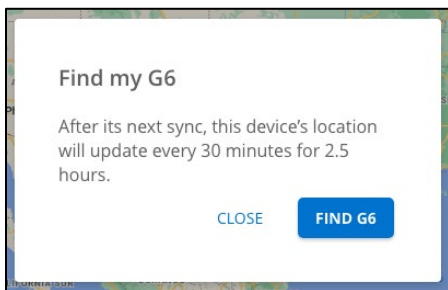 Find my G6
After its next sync, this device's location
will update every 30 minutes for 2.5
hours.
CLOSE
FIND G6